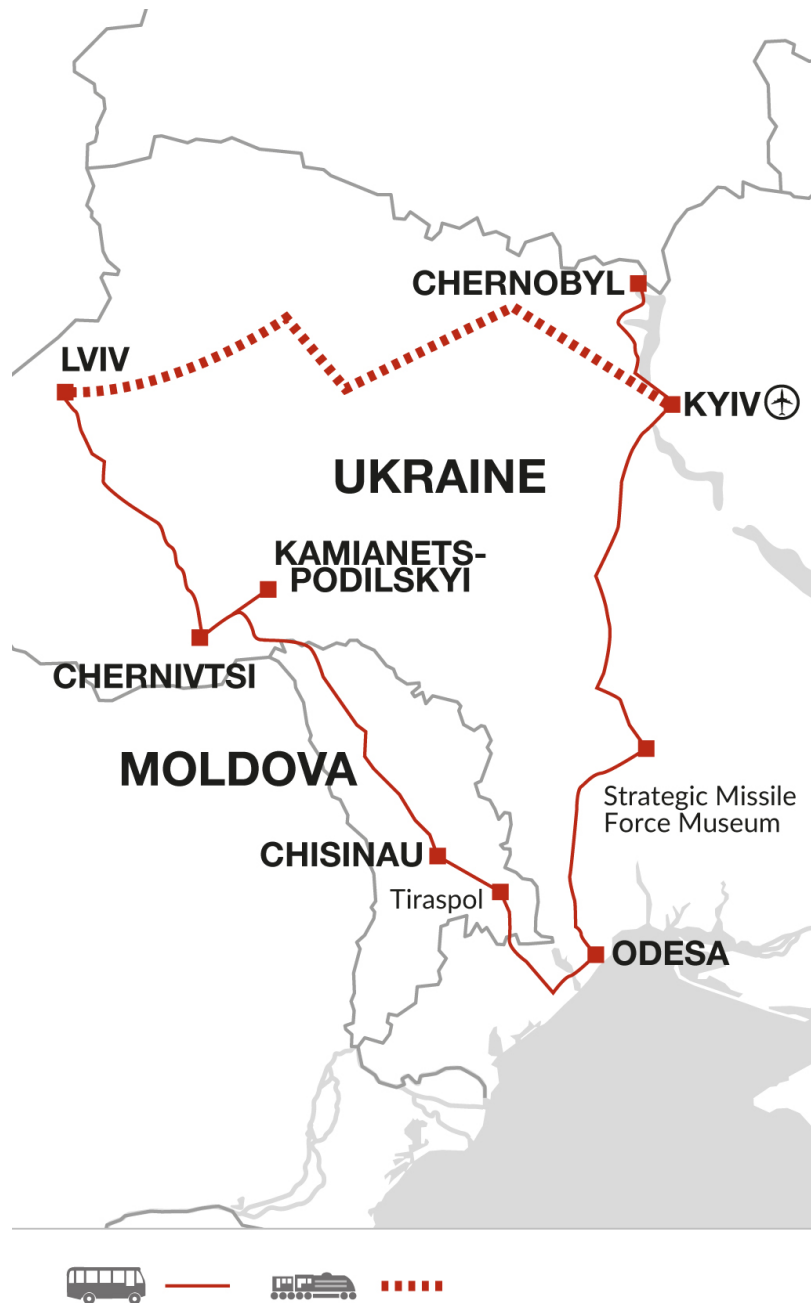 CHERNOBYL
LVIV
KYIV
UKRAINE
KAMIANETS-
PODILSKYI
CHERNIVTSI
MOLDOVA
Strategic Missile
Force Museum
CHISINAU
Tiraspol
ODESA